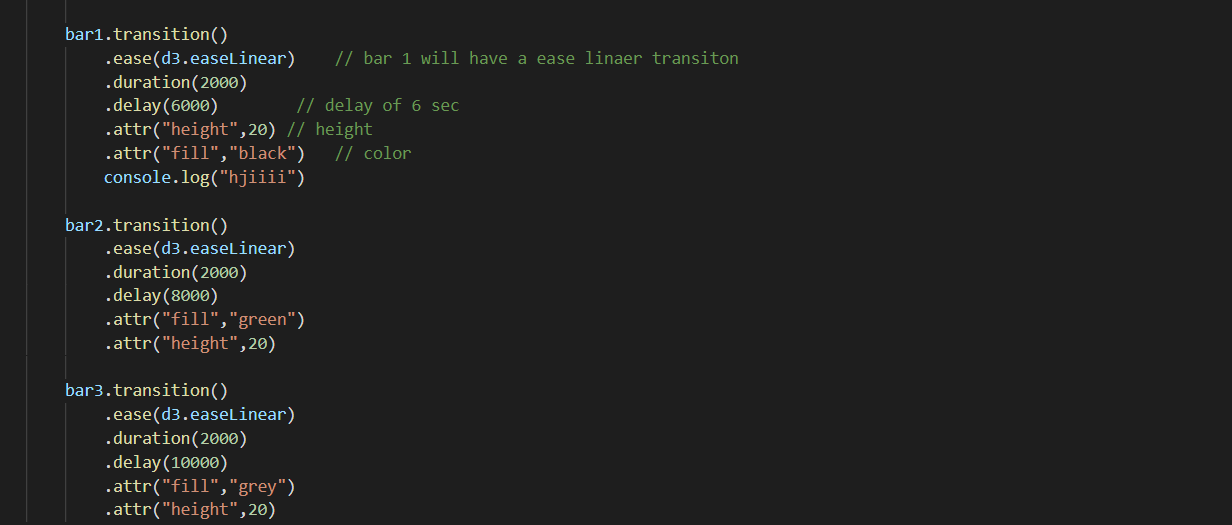 bar1.transition()
.ease(d3.easeLinear)    // bar 1 will have a ease linaer transiton
.duration(2000)
.delay(6000)        // delay of 6 sec
.attr("height",20) // height
.attr("fill","black")   // color
console.log("hjiiii")
bar2.transition()
.ease(d3.easeLinear)
.duration(2000)
.delay(8000)
.attr("fill","green")
.attr("height",20)
bar3.transition()
.ease(d3.easeLinear)
.duration(2000)
.delay(10000)
.attr("fill","grey")
.attr("height",20)